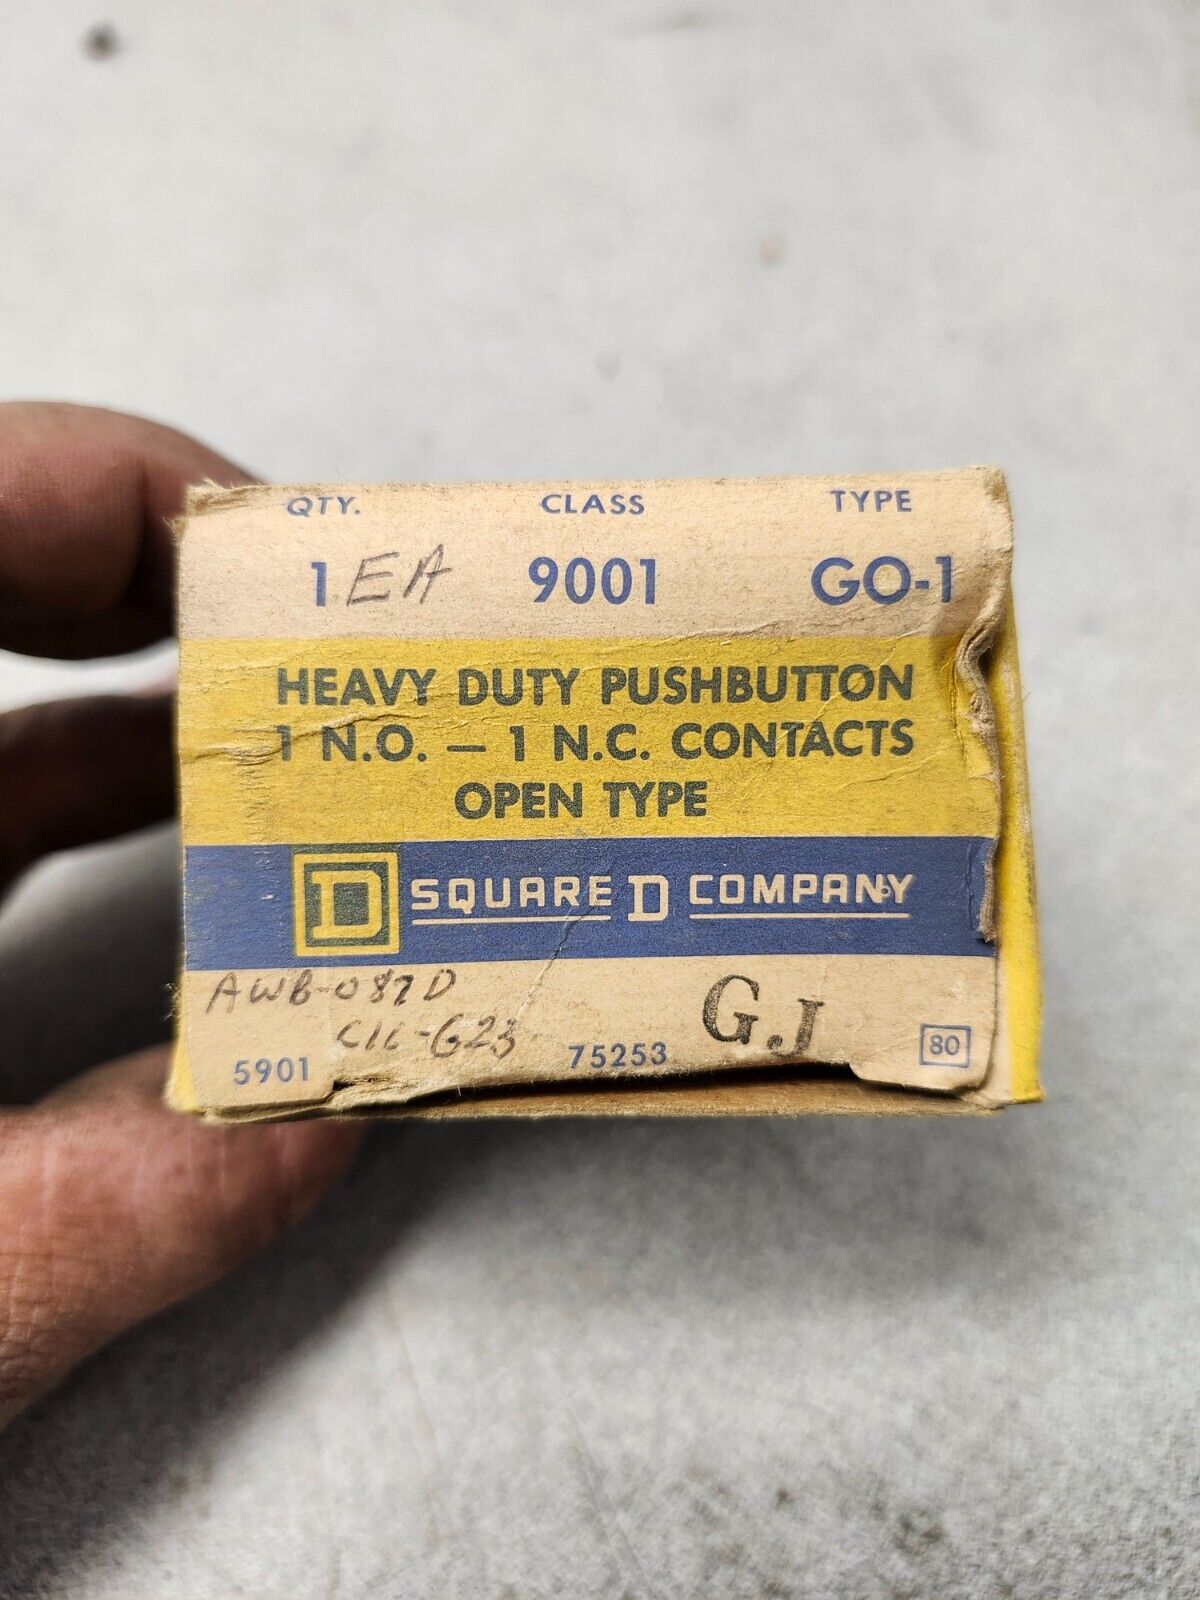 QTY. CLASS TYPE
1 EA 9001 GO-1
HEAVY DUTY PUSHBUTTON
1 N.O. — 1 N.C. CONTACTS
OPEN TYPE
D SQUARE D COMPANY
AWB-087D
G.J
5901 75253 80